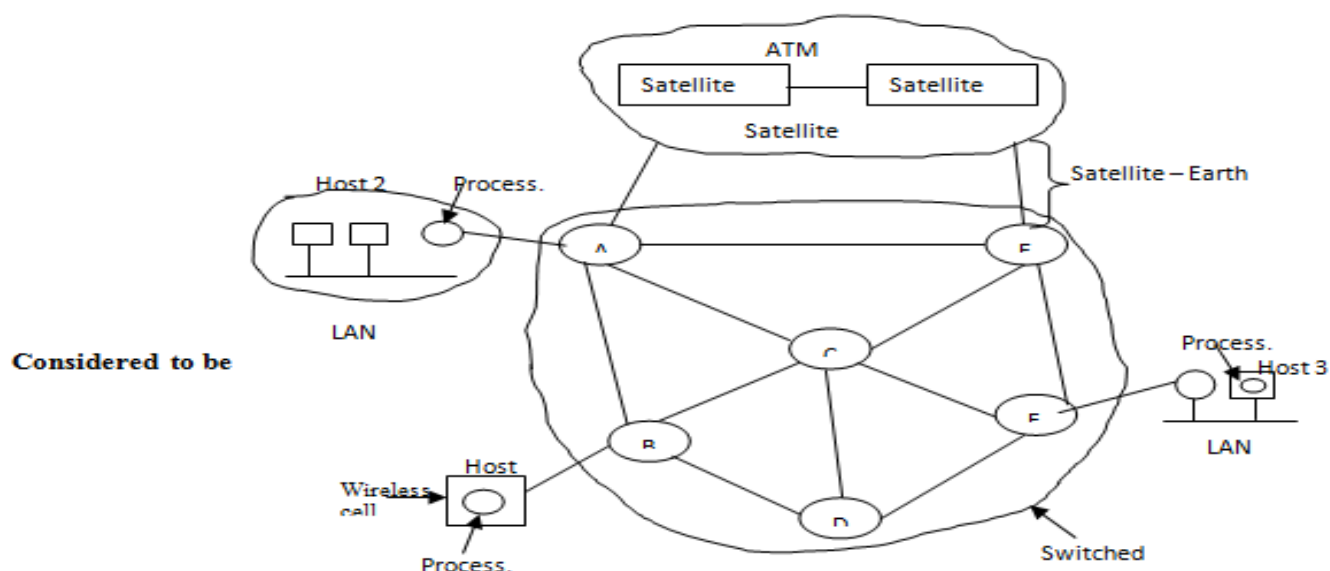 ATM
Satellite
Satellite
Satellite
Satellite – Earth
Host 2
Process.
A
LAN
C
Considered to be
Process.
Host 3
LAN
B
Host
Wireless
cell
D
Process.
Switched